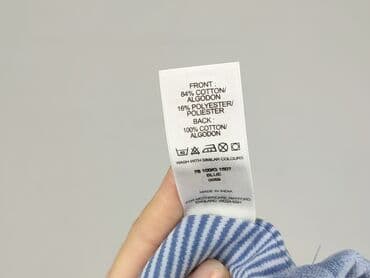 FRONT :
84% COTTON/
ALGODON
16% POLYESTER/
POLIESTER
BACK :
100% COTTON/
ALGODON
WASH WITH SIMILAR COLOURS
BLUE
MADE IN INDIA